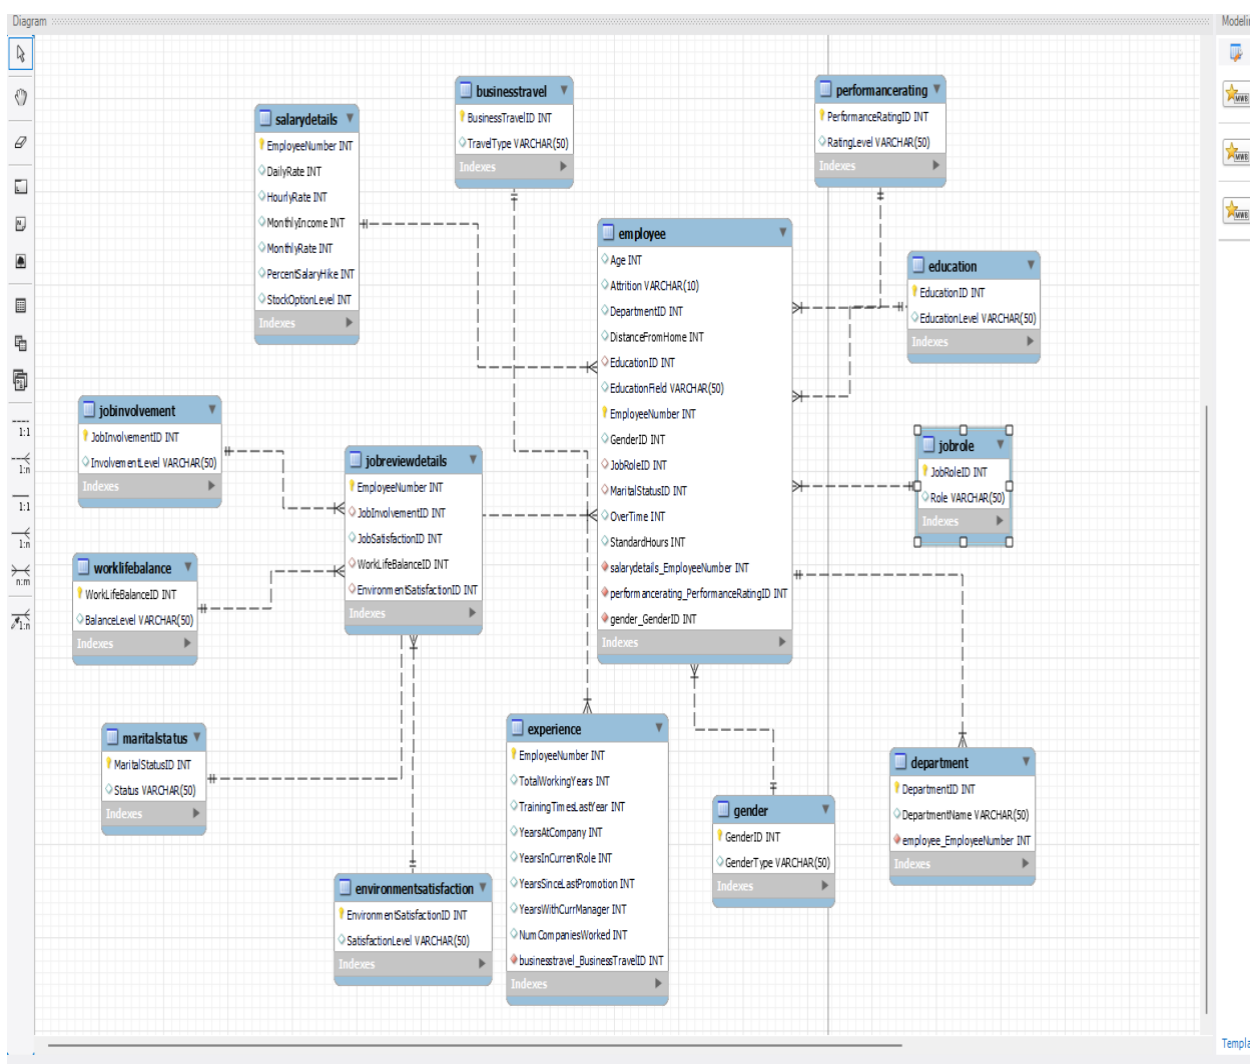 Diagram
Modelin
businesstravel
BusinessTravelID INT
TravelType VARCHAR(50)
Indexes
performancerating
PerformanceRatingID INT
RatingLevel VARCHAR(50)
Indexes
salarydetails
EmployeeNumber INT
DailyRate INT
HourlyRate INT
MonthlyIncome INT
MonthlyRate INT
PercentSalaryHike INT
StockOptionLevel INT
Indexes
MWB
MWB
MWB
employee
Age INT
Attrition VARCHAR(10)
DepartmentID INT
DistanceFromHome INT
EducationID INT
EducationField VARCHAR(50)
EmployeeNumber INT
GenderID INT
JobRoleID INT
MaritalStatusID INT
OverTime INT
StandardHours INT
salarydetails_EmployeeNumber INT
performancerating_PerformanceRatingID INT
gender_GenderID INT
Indexes
education
EducationID INT
EducationLevel VARCHAR(50)
Indexes
jobinvolvement
JobInvolvementID INT
InvolvementLevel VARCHAR(50)
Indexes
jobreviewdetails
EmployeeNumber INT
JobInvolvementID INT
JobSatisfactionID INT
WorkLifeBalanceID INT
EnvironmentSatisfactionID INT
Indexes
jobrole
JobRoleID INT
Role VARCHAR(50)
Indexes
1:1
1:n
1:1
1:n
n:m
1:n
worklifebalance
WorkLifeBalanceID INT
BalanceLevel VARCHAR(50)
Indexes
maritalstatus
MaritalStatusID INT
Status VARCHAR(50)
Indexes
experience
EmployeeNumber INT
TotalWorkingYears INT
TrainingTimesLastYear INT
YearsAtCompany INT
YearsInCurrentRole INT
YearsSinceLastPromotion INT
YearsWithCurrManager INT
NumCompaniesWorked INT
businesstravel_BusinessTravelID INT
Indexes
department
DepartmentID INT
DepartmentName VARCHAR(50)
employee_EmployeeNumber INT
Indexes
gender
GenderID INT
GenderType VARCHAR(50)
Indexes
environmentsatisfaction
EnvironmentSatisfactionID INT
SatisfactionLevel VARCHAR(50)
Indexes
Templa